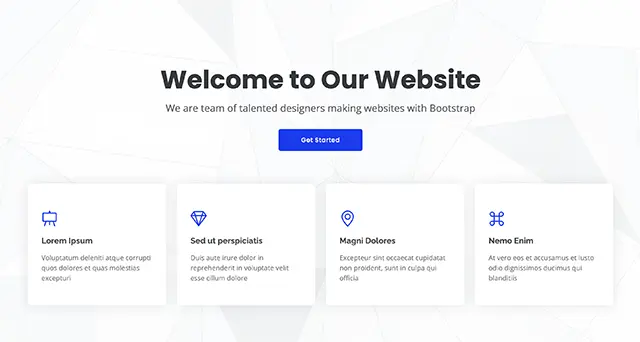 Welcome to Our Website
We are team of talented designers making websites with Bootstrap
Get Started
Lorem Ipsum
Voluptatum deleniti atque corrupti
quos dolores et quas molestias
excepturi
Sed ut perspiciatis
Duis aute irure dolor in
reprehenderit in voluptate velit
esse cillum dolore
Magni Dolores
Excepteur sint occaecat cupidatat
non proident, sunt in culpa qui
officia
Nemo Enim
At vero eos et accusamus et iusto
odio dignissimos ducimus qui
blanditiis